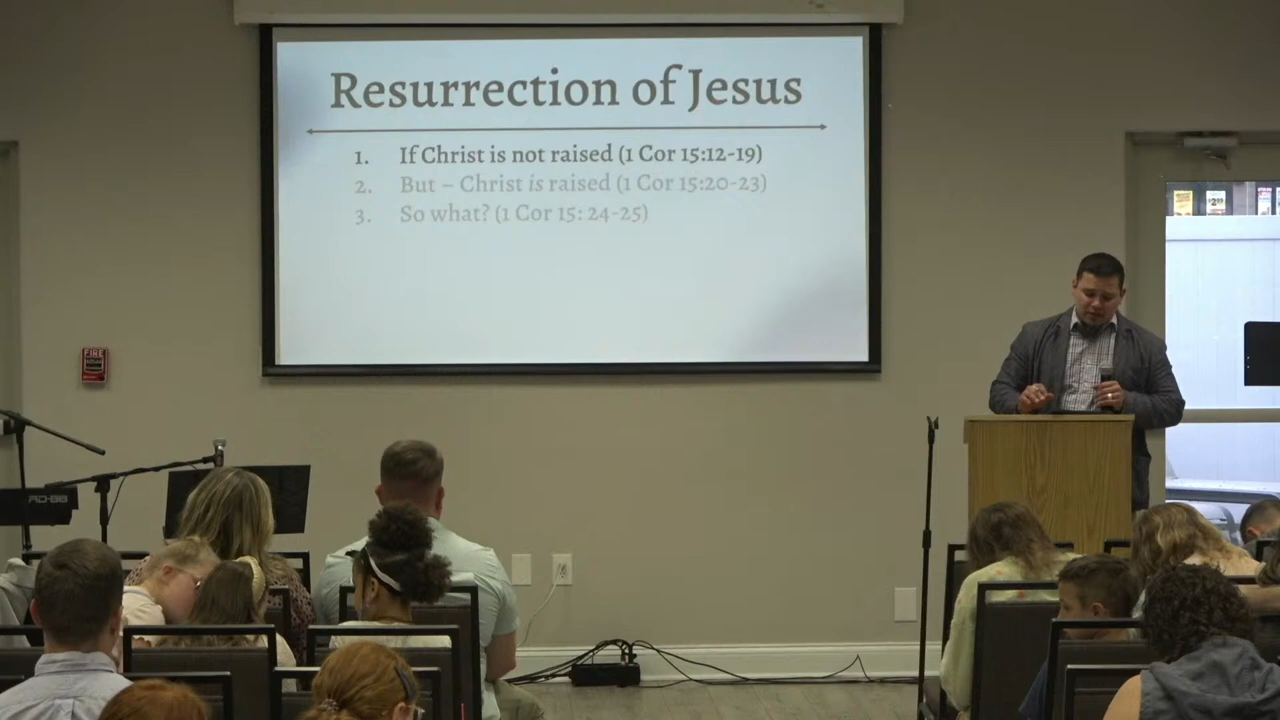 Resurrection of Jesus
1. If Christ is not raised (1 Cor 15:12-19)
2. But – Christ is raised (1 Cor 15:20-23)
3. So what? (1 Cor 15: 24-25)
FIRE